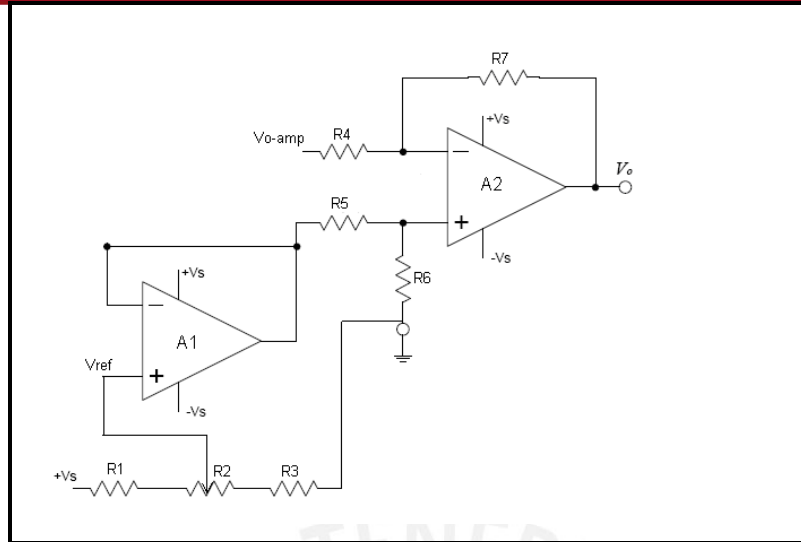 R7
+Vs
Vo-amp R4
A2
Vo
R5
-Vs
R6
+Vs
A1
Vref
-Vs
+Vs R1 R2 R3